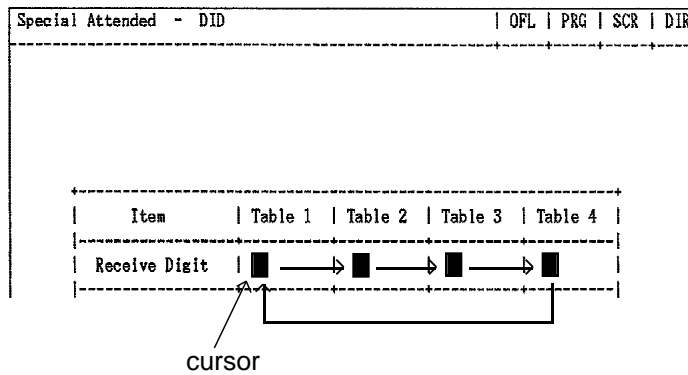 Special Attended - DID | OFL | PRG | SCR | DIR
| Item | Table 1 | Table 2 | Table 3 | Table 4 |
| Receive Digit |
cursor